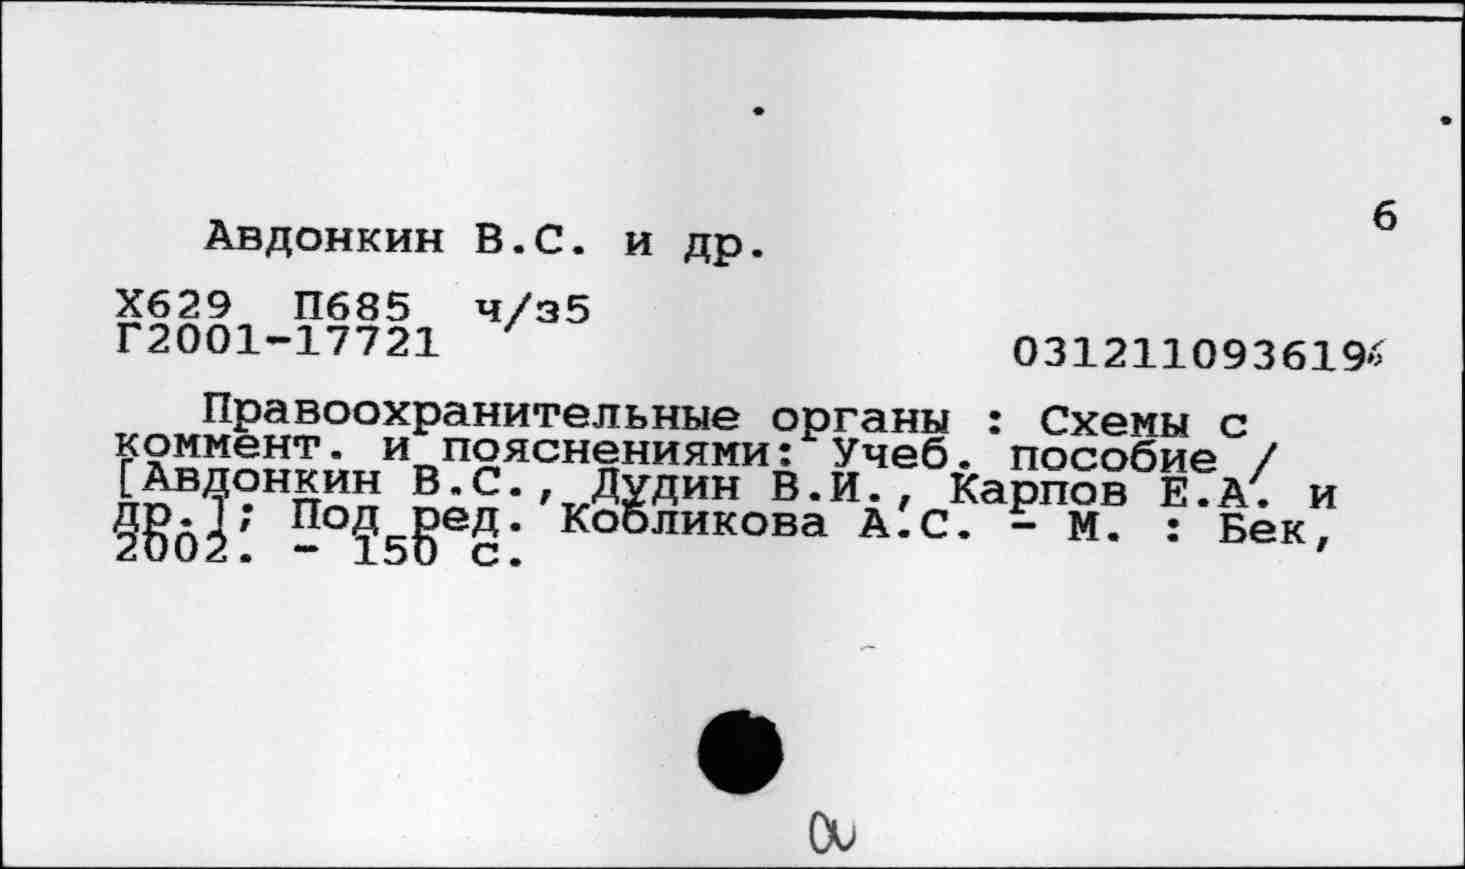 6
Авдонкин В.С. и др.
Х629 П685 ч/з5
Г2001-17721
0312110936196
Правоохранительные органы : Схемы с
коммент. и пояснениями: Учеб. пособие /
[Авдонкин В.С., Дудин В.И., Карпов Е.А. и
др.]; Под ред. Кобликова А.С. - М. : Бек,
2002. - 150 с.